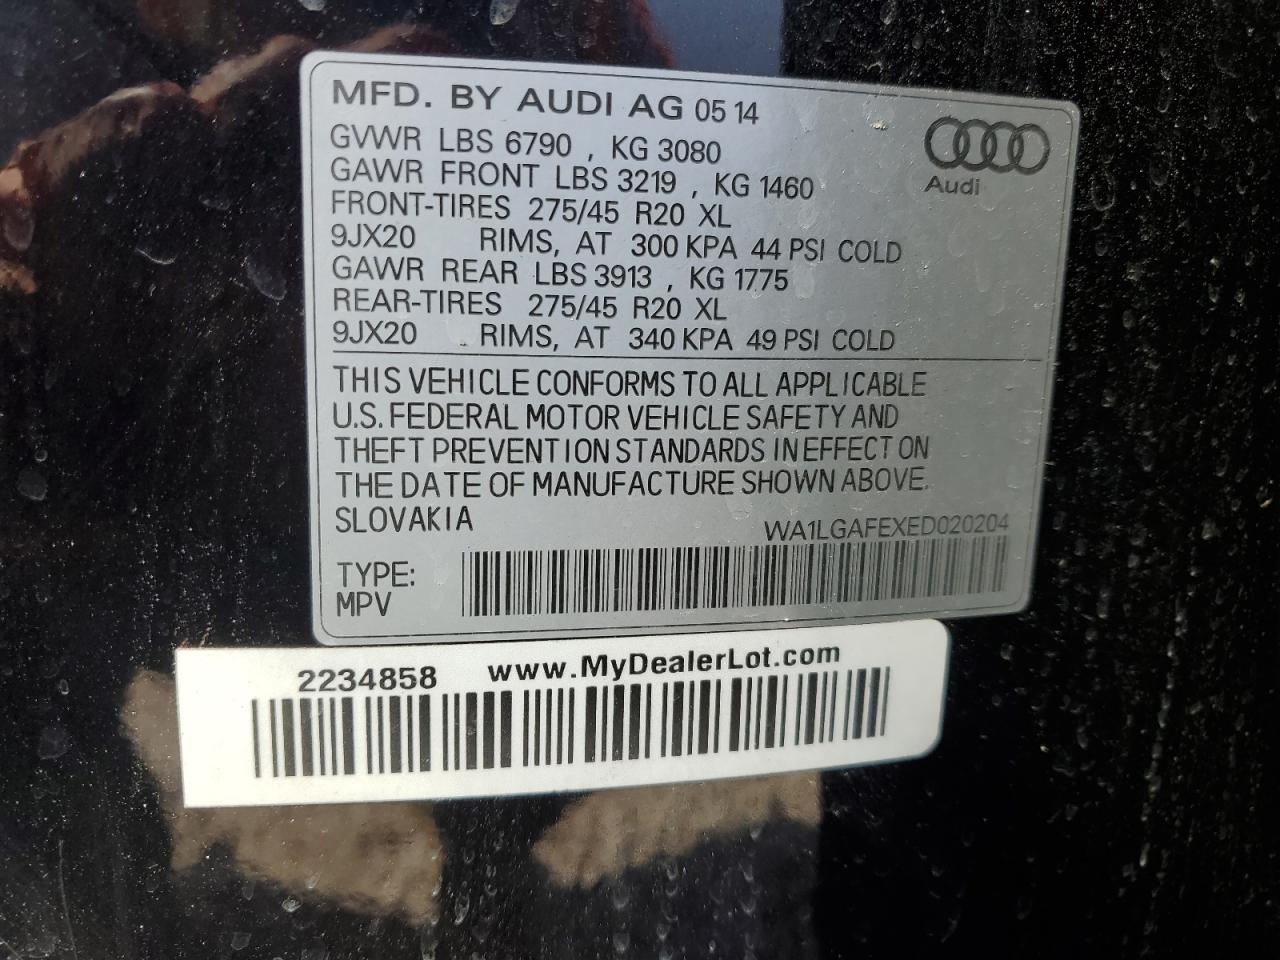 MFD. BY AUDI AG 05 14
GVWR LBS 6790 , KG 3080
GAWR FRONT LBS 3219 , KG 1460
FRONT-TIRES 275/45 R20 XL
9JX20 RIMS, AT 300 KPA 44 PSI COLD
GAWR REAR LBS 3913 , KG 1775
REAR-TIRES 275/45 R20 XL
9JX20 RIMS, AT 340 KPA 49 PSI COLD
Audi
THIS VEHICLE CONFORMS TO ALL APPLICABLE
U.S. FEDERAL MOTOR VEHICLE SAFETY AND
THEFT PREVENTION STANDARDS IN EFFECT ON
THE DATE OF MANUFACTURE SHOWN ABOVE.
SLOVAKIA
WA1LGAFEXED020204
TYPE:
MPV
2234858 www.MyDealerLot.com